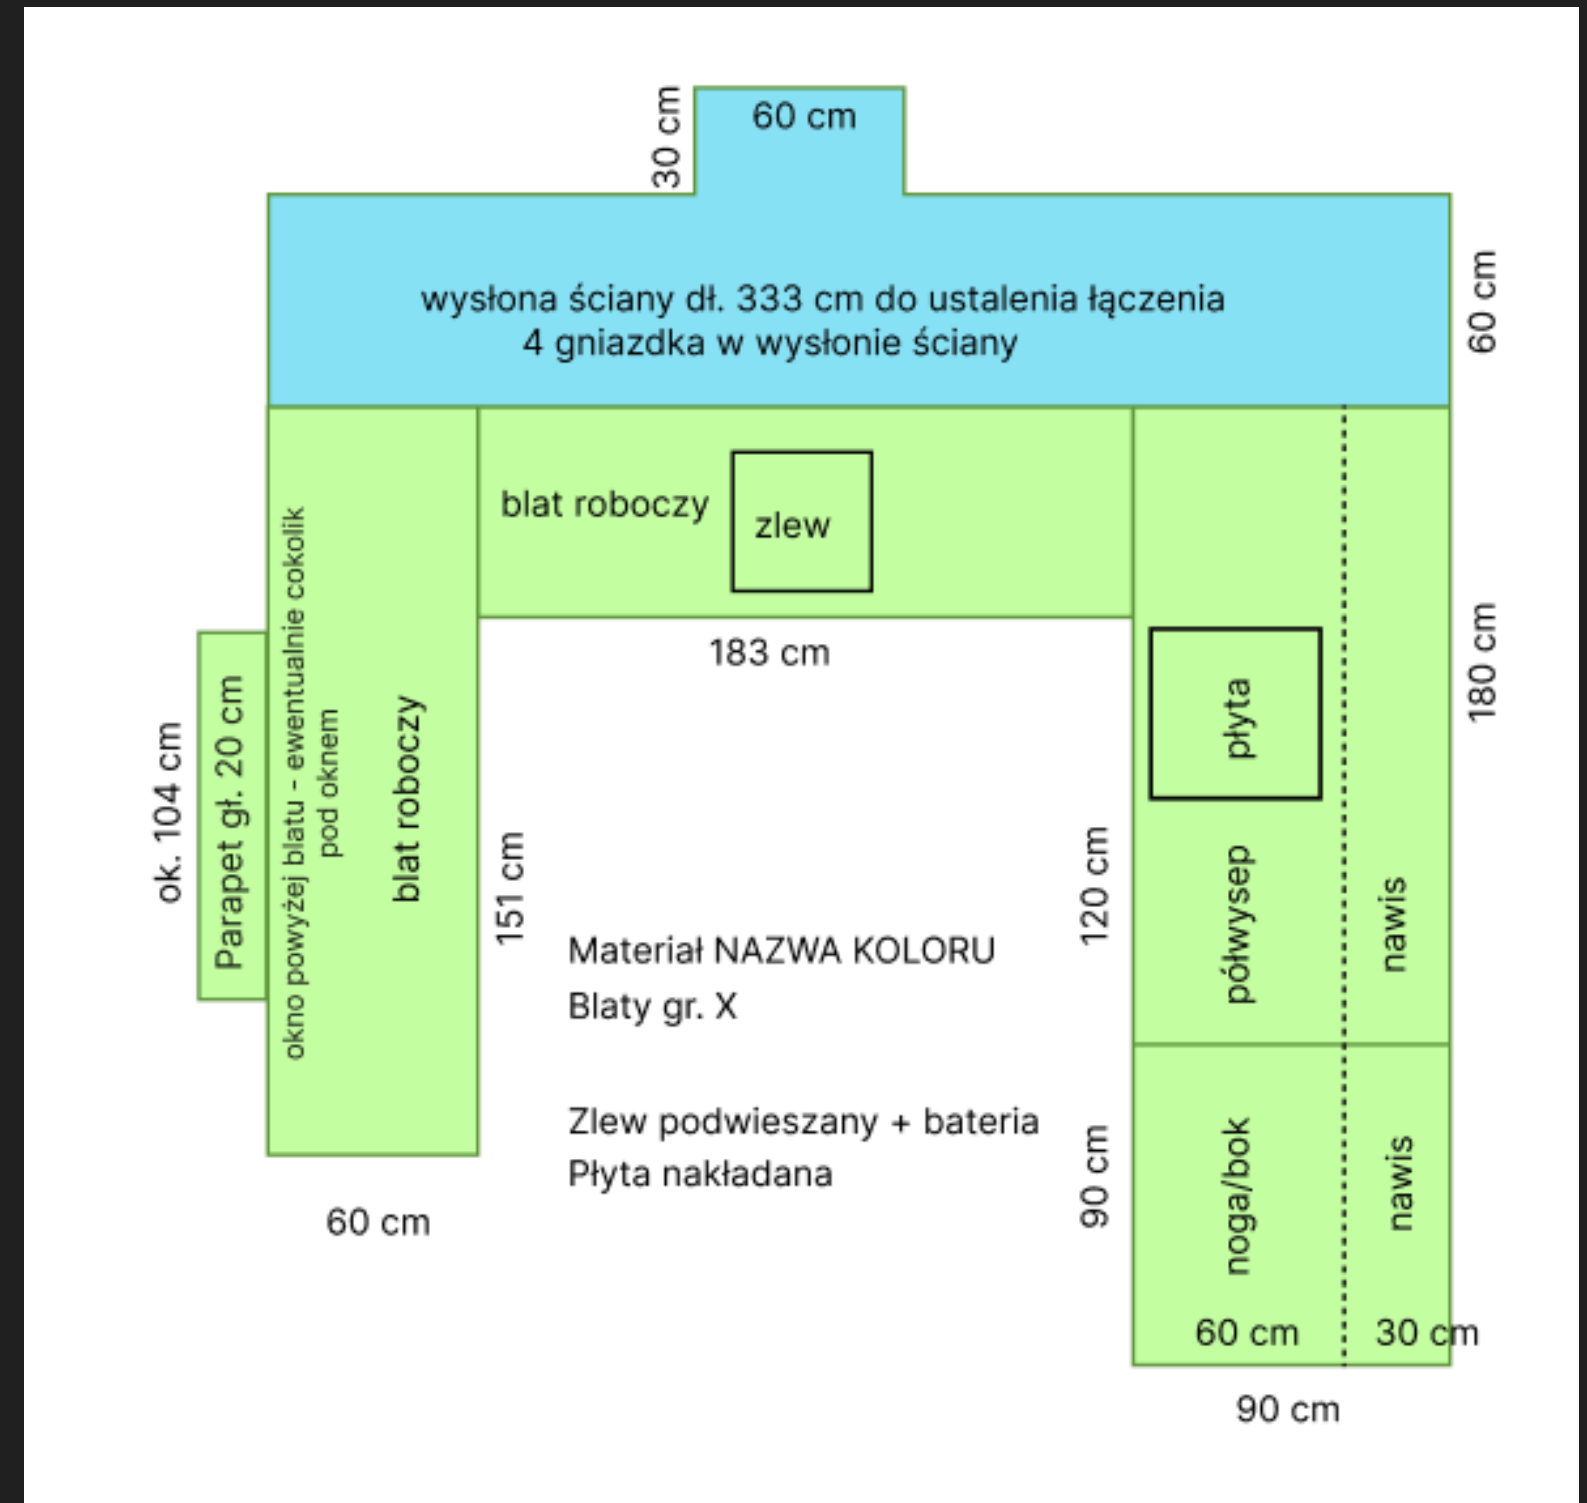 30 cm
60 cm
wysłona ściany dł. 333 cm do ustalenia łączenia
4 gniazdka w wysłonie ściany
60 cm
blat roboczy
zlew
183 cm
ok. 104 cm
Parapet gł. 20 cm
okno powyżej blatu - ewentualnie cokolik
pod oknem
blat roboczy
151 cm
60 cm
Materiał NAZWA KOLORU
Blaty gr. X
Zlew podwieszany + bateria
Płyta nakładana
180 cm
płyta
120 cm
półwysep
nawis
90 cm
noga/bok
nawis
60 cm
30 cm
90 cm